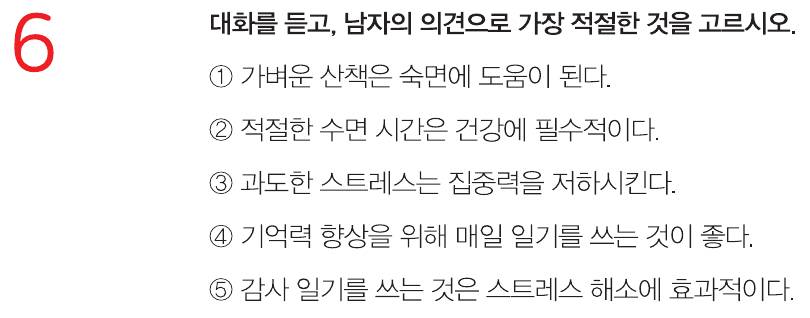 6
대화를 듣고, 남자의 의견으로 가장 적절한 것을 고르시오.
① 가벼운 산책은 숙면에 도움이 된다.
② 적절한 수면 시간은 건강에 필수적이다.
③ 과도한 스트레스는 집중력을 저하시킨다.
④ 기억력 향상을 위해 매일 일기를 쓰는 것이 좋다.
⑤ 감사 일기를 쓰는 것은 스트레스 해소에 효과적이다.